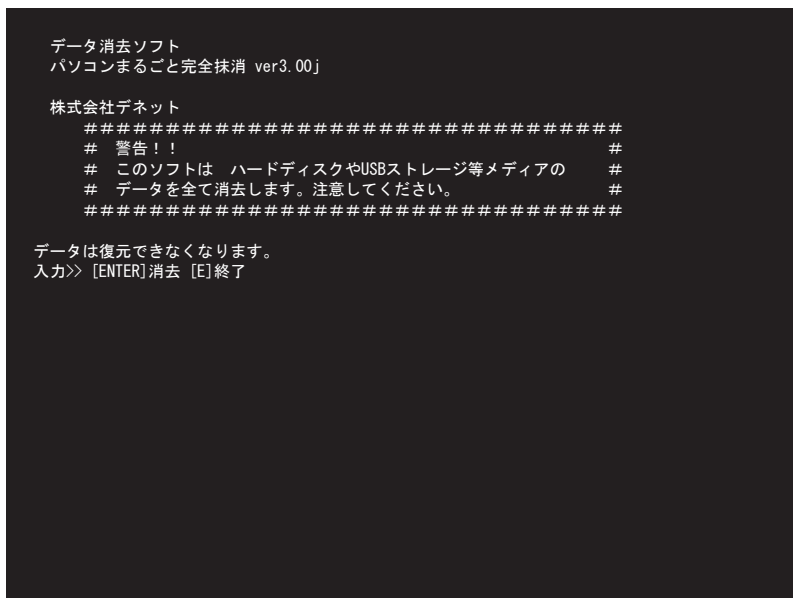 データ消去ソフト
パソコンまるごと完全抹消 ver3.00j
株式会社デネット
#################################
# 警告！！ #
# このソフトは ハードディスクやUSBストレージ等メディアの #
# データを全て消去します。注意してください。 #
#################################
データは復元できなくなります。
入力>> [ENTER]消去 [E]終了